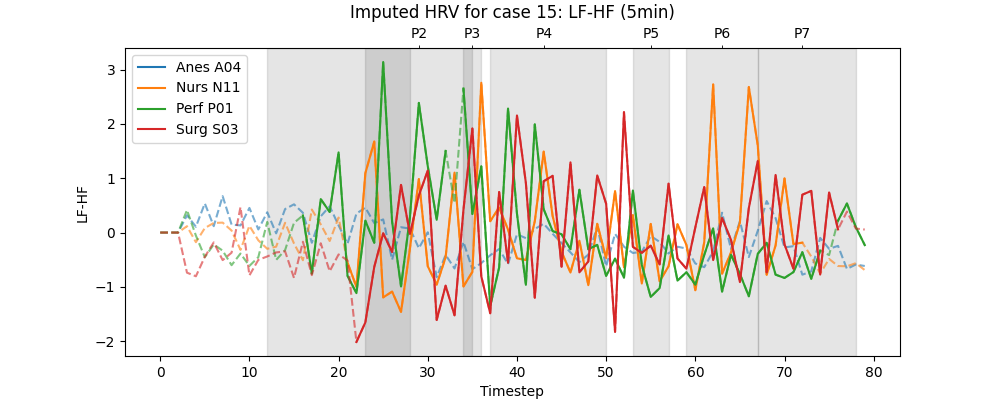 Imputed HRV for case 15: LF-HF (5min)
P2 P3 P4 P5 P6 P7
Anes A04
Nurs N11
Perf P01
Surg S03
LF-HF
3
2
1
0
−1
−2
0 10 20 30 40 50 60 70 80
Timestep